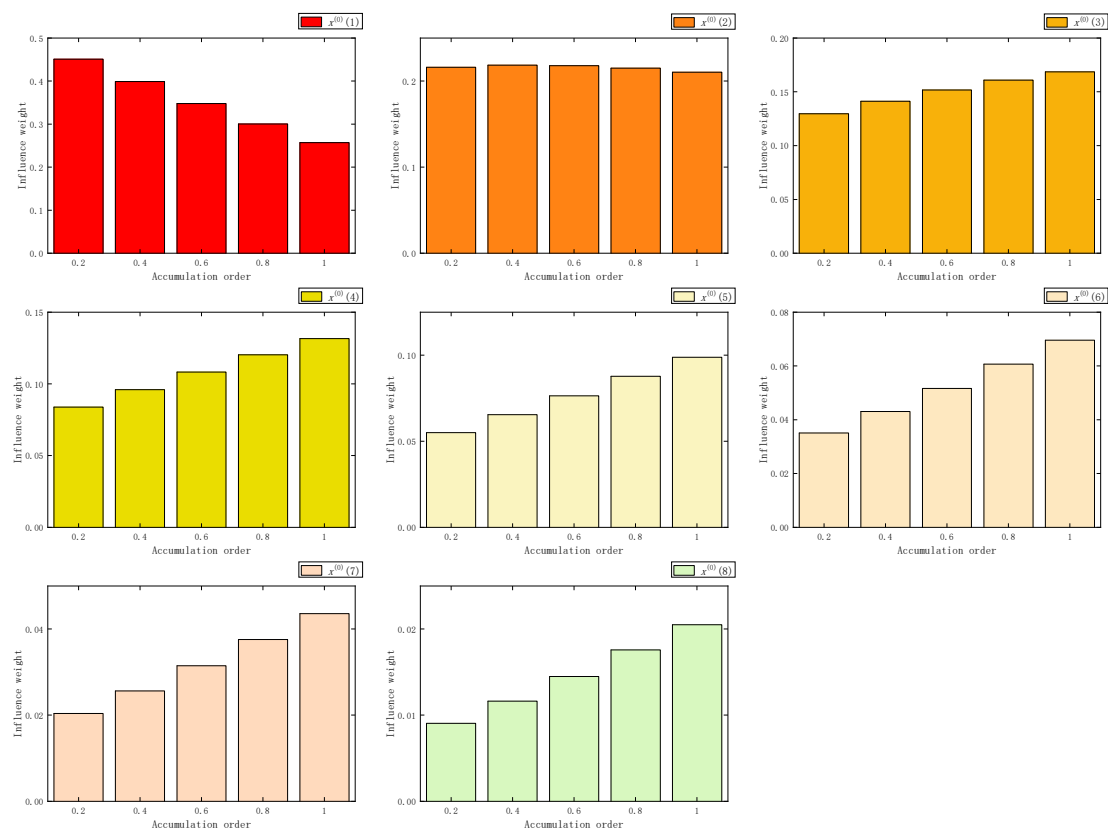 x⁽⁰⁾(1)
0.5
0.4
0.3
0.2
0.1
0.0
Influence weight
0.2 0.4 0.6 0.8 1
Accumulation order
x⁽⁰⁾(2)
0.2
0.1
0.0
Influence weight
0.2 0.4 0.6 0.8 1
Accumulation order
x⁽⁰⁾(3)
0.20
0.15
0.10
0.05
0.00
Influence weight
0.2 0.4 0.6 0.8 1
Accumulation order
x⁽⁰⁾(4)
0.15
0.10
0.05
0.00
Influence weight
0.2 0.4 0.6 0.8 1
Accumulation order
x⁽⁰⁾(5)
0.10
0.05
0.00
Influence weight
0.2 0.4 0.6 0.8 1
Accumulation order
x⁽⁰⁾(6)
0.08
0.06
0.04
0.02
0.00
Influence weight
0.2 0.4 0.6 0.8 1
Accumulation order
x⁽⁰⁾(7)
0.04
0.02
0.00
Influence weight
0.2 0.4 0.6 0.8 1
Accumulation order
x⁽⁰⁾(8)
0.02
0.01
0.00
Influence weight
0.2 0.4 0.6 0.8 1
Accumulation order